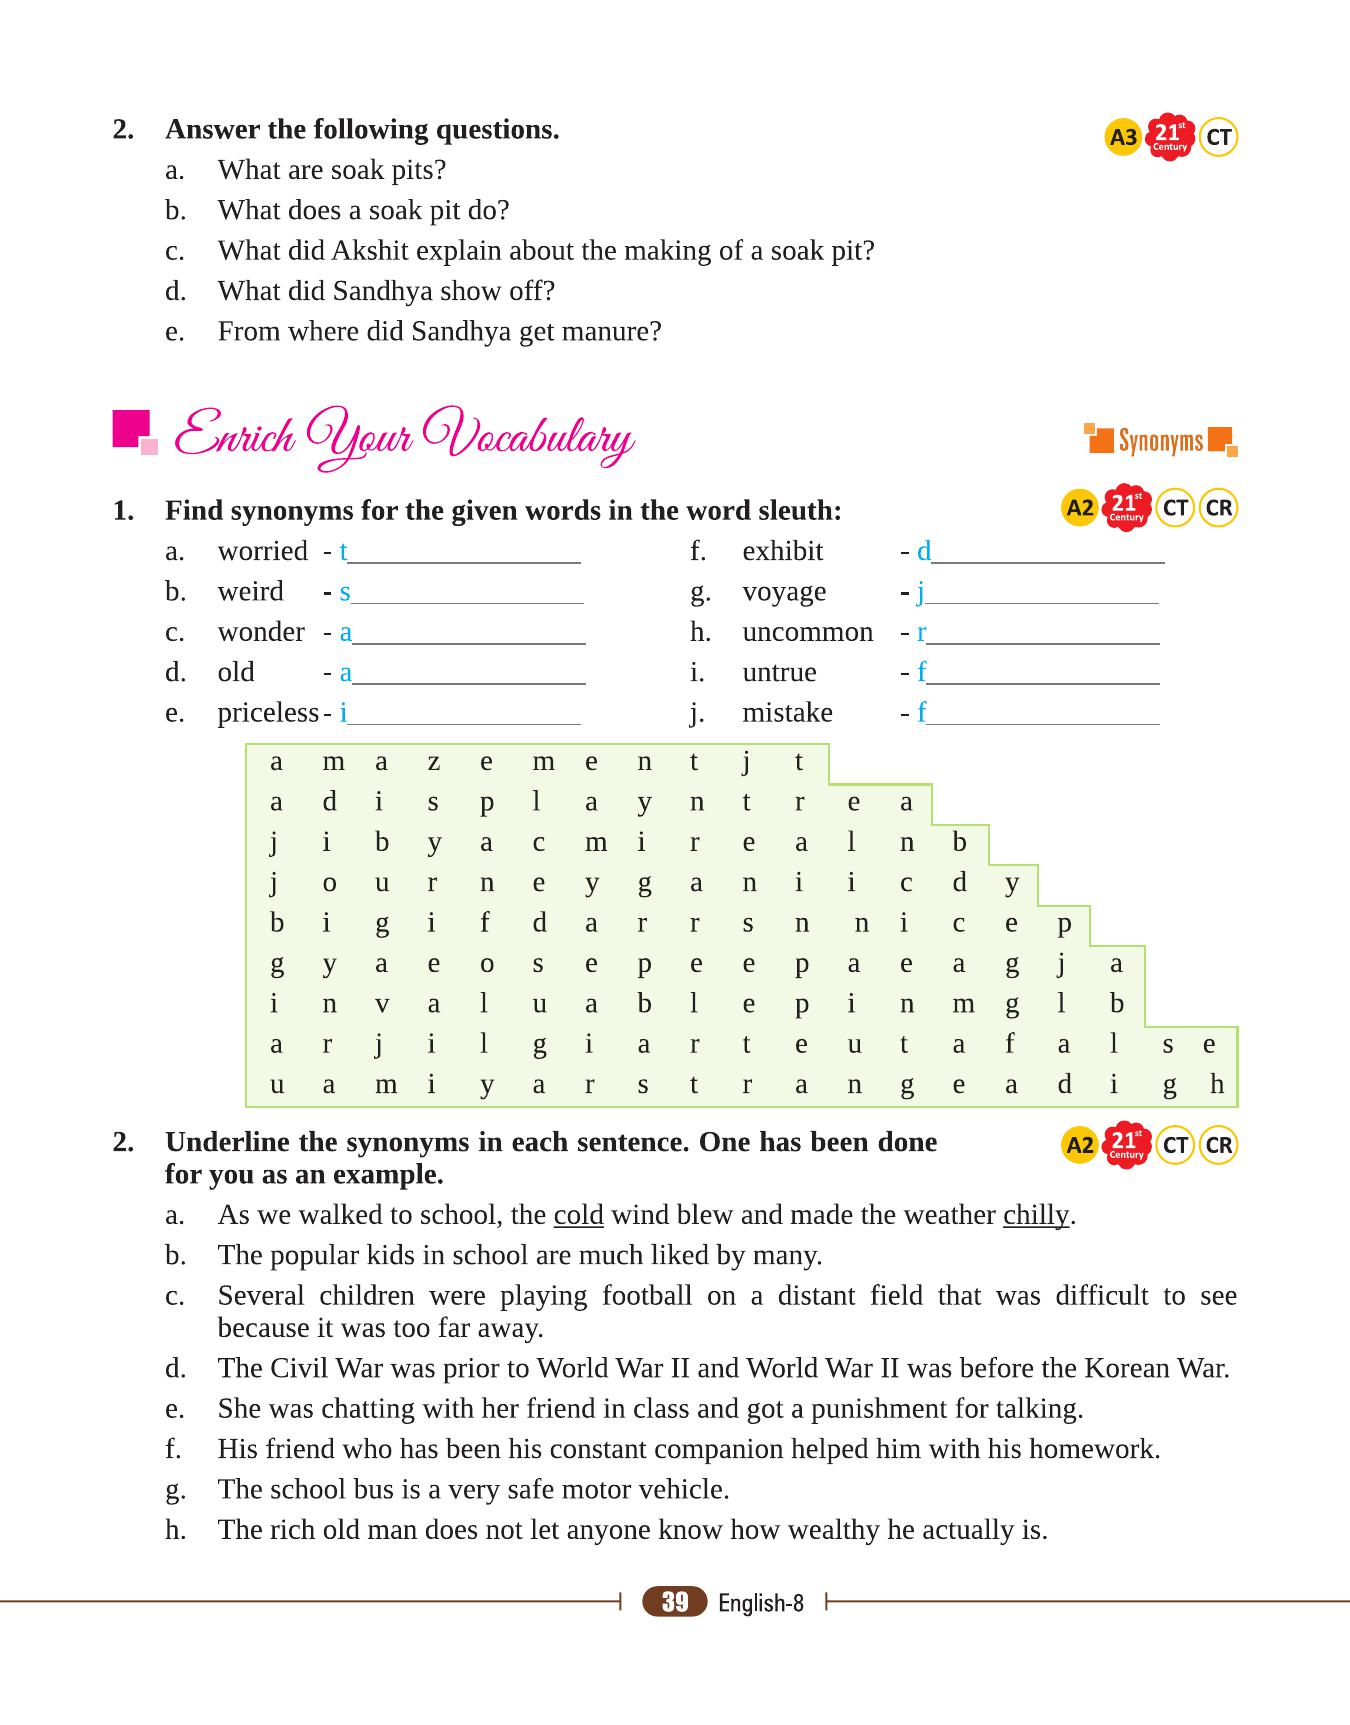 2. Answer the following questions. A3 21st Century CT
a. What are soak pits?
b. What does a soak pit do?
c. What did Akshit explain about the making of a soak pit?
d. What did Sandhya show off?
e. From where did Sandhya get manure?
Enrich Your Vocabulary Synonyms
1. Find synonyms for the given words in the word sleuth: A2 21st Century CT CR
a. worried - t________________ f. exhibit - d________________
b. weird - s________________ g. voyage - j________________
c. wonder - a________________ h. uncommon - r________________
d. old - a________________ i. untrue - f________________
e. priceless - i________________ j. mistake - f________________
a m a z e m e n t j t
a d i s p l a y n t r e a
j i b y a c m i r e a l n b
j o u r n e y g a n i i c d y
b i g i f d a r r s n n i c e p
g y a e o s e p e e p a e a g j a
i n v a l u a b l e p i n m g l b
a r j i l g i a r t e u t a f a l s e
u a m i y a r s t r a n g e a d i g h
2. Underline the synonyms in each sentence. One has been done A2 21st Century CT CR
for you as an example.
a. As we walked to school, the cold wind blew and made the weather chilly.
b. The popular kids in school are much liked by many.
c. Several children were playing football on a distant field that was difficult to see
because it was too far away.
d. The Civil War was prior to World War II and World War II was before the Korean War.
e. She was chatting with her friend in class and got a punishment for talking.
f. His friend who has been his constant companion helped him with his homework.
g. The school bus is a very safe motor vehicle.
h. The rich old man does not let anyone know how wealthy he actually is.
39 English-8